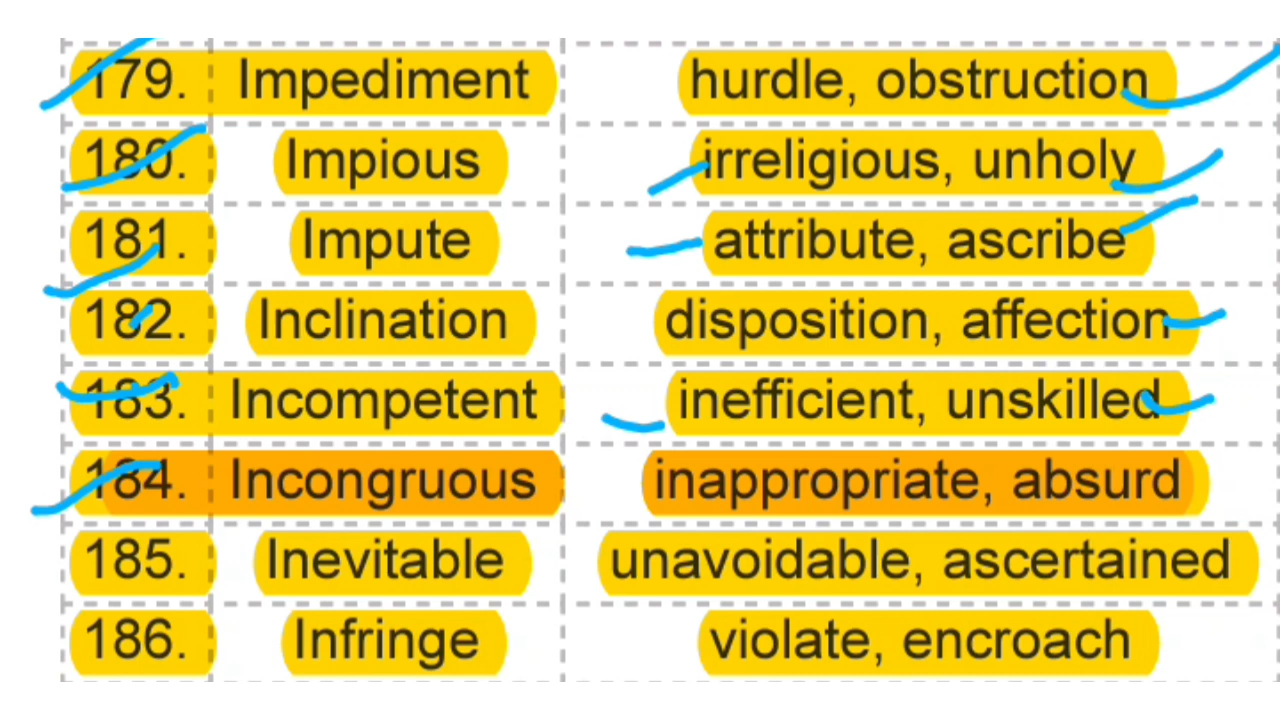 179. Impediment hurdle, obstruction
180. Impious irreligious, unholy
181. Impute attribute, ascribe
182. Inclination disposition, affection
183. Incompetent inefficient, unskilled
184. Incongruous inappropriate, absurd
185. Inevitable unavoidable, ascertained
186. Infringe violate, encroach